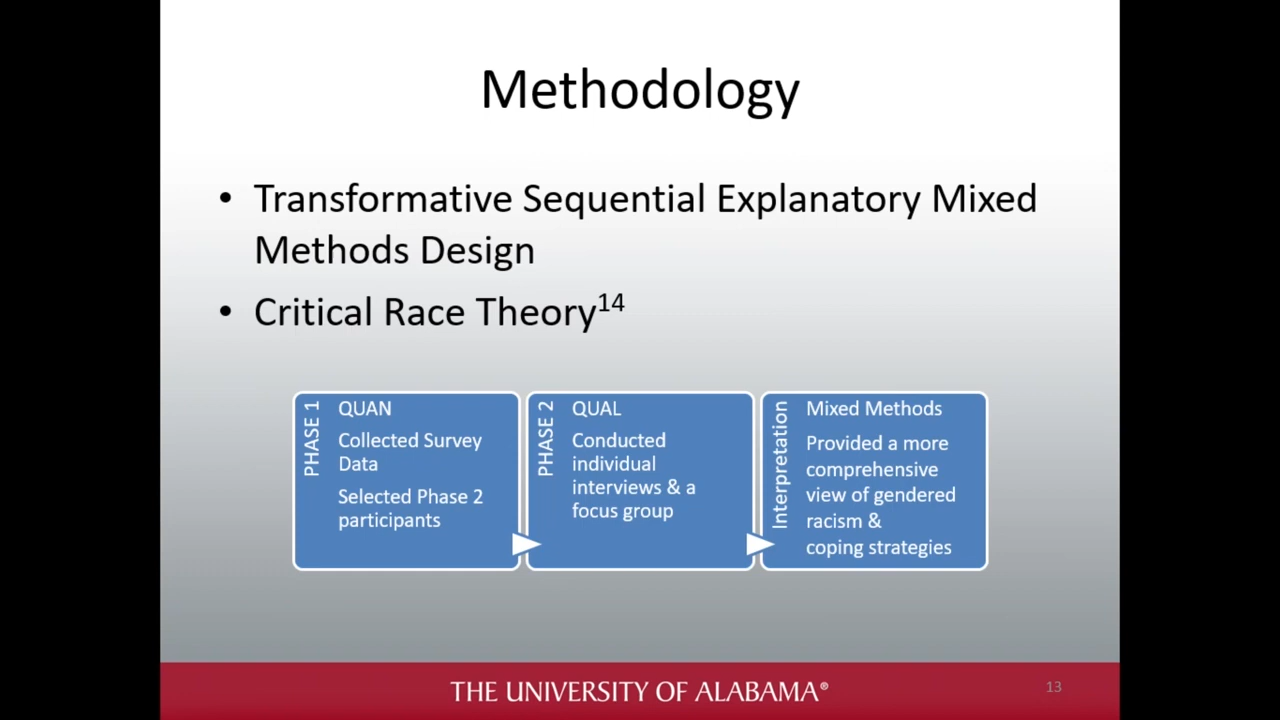 Methodology
• Transformative Sequential Explanatory Mixed
Methods Design
• Critical Race Theory14
PHASE 1
QUAN
Collected Survey
Data
Selected Phase 2
participants
PHASE 2
QUAL
Conducted
individual
interviews & a
focus group
Interpretation
Mixed Methods
Provided a more
comprehensive
view of gendered
racism &
coping strategies
THE UNIVERSITY OF ALABAMA®
13